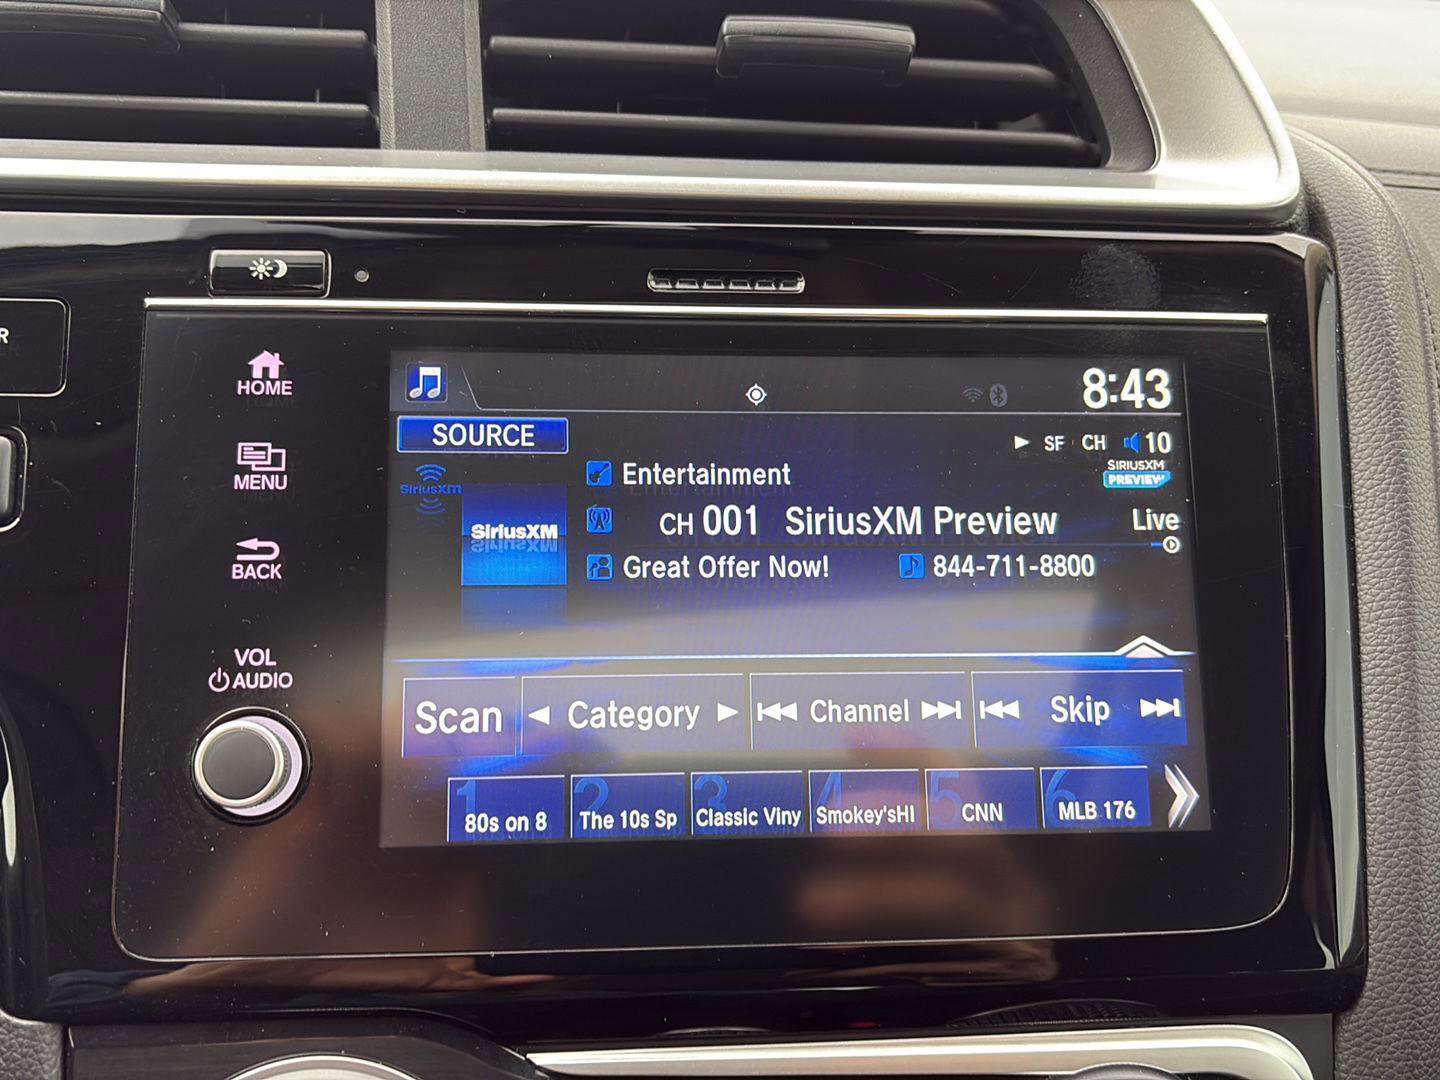 R
HOME
MENU
BACK
VOL
AUDIO
8:43
SOURCE
SF CH 10
SiriusXM
SiriusXM
Entertainment
SIRIUSXM
PREVIEW
CH 001 SiriusXM Preview
Live
Great Offer Now!
844-711-8800
Scan
Category
Channel
Skip
1 80s on 8
2 The 10s Sp
3 Classic Viny
4 Smokey'sHI
5 CNN
6 MLB 176